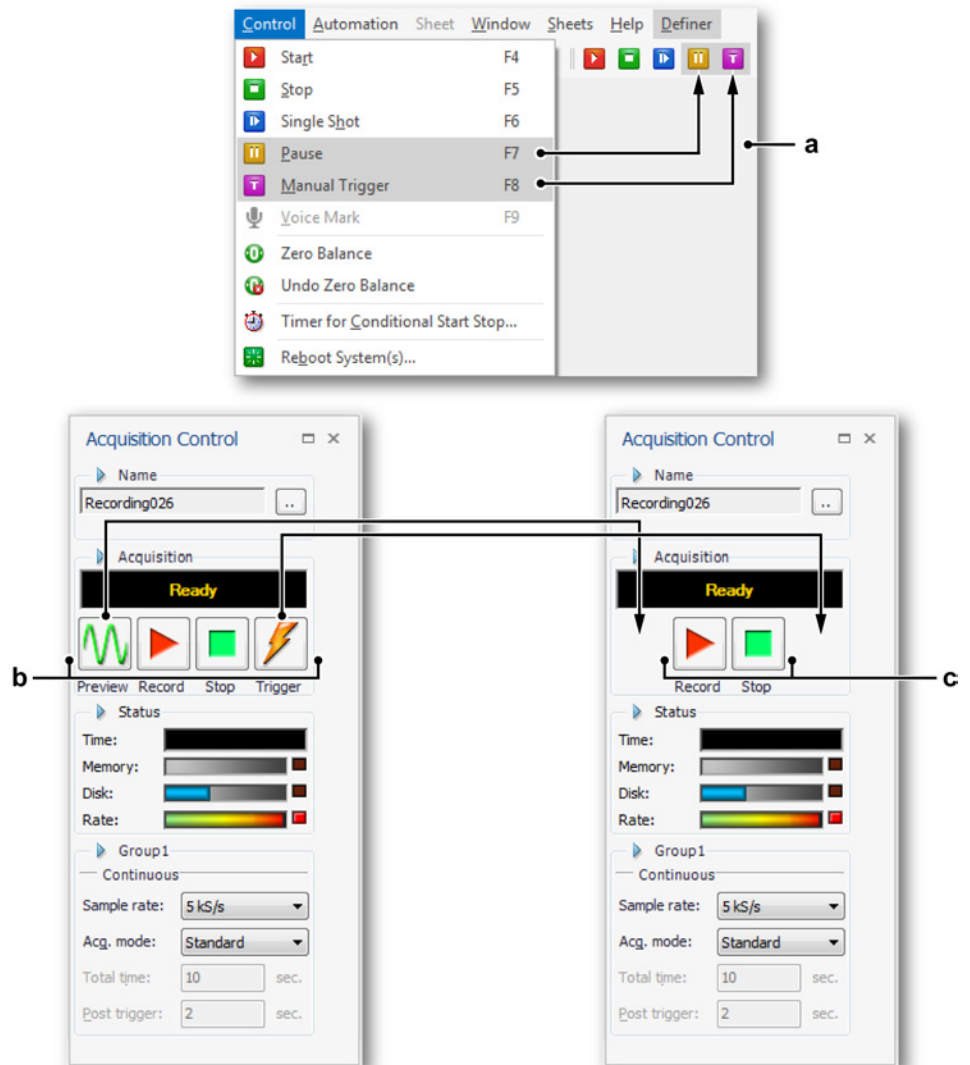 Control Automation Sheet Window Sheets Help Definer
Start F4
Stop F5
Single Shot F6
Pause F7
Manual Trigger F8
Voice Mark F9
Zero Balance
Undo Zero Balance
Timer for Conditional Start Stop...
Reboot System(s)...
T
T
a
Acquisition Control
Name
Recording026
..
Acquisition
Ready
Preview Record Stop Trigger
b
Status
Time:
Memory:
Disk:
Rate:
Group1
Continuous
Sample rate: 5 kS/s
Acq. mode: Standard
Total time: 10 sec.
Post trigger: 2 sec.
Acquisition Control
Name
Recording026
..
Acquisition
Ready
Record Stop
c
Status
Time:
Memory:
Disk:
Rate:
Group1
Continuous
Sample rate: 5 kS/s
Acq. mode: Standard
Total time: 10 sec.
Post trigger: 2 sec.